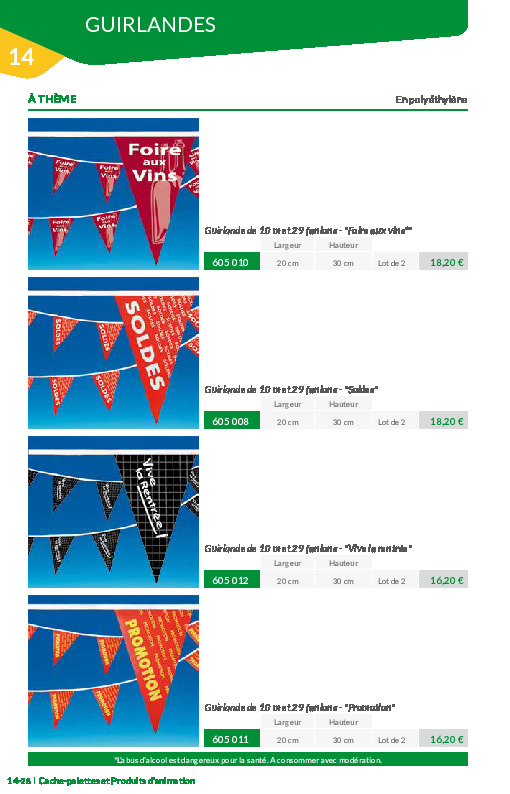 GUIRLANDES
14
À THÈME
En polyéthylène
Foire
aux
Vins
Guirlande de 10 m et 29 fanions - "Foire aux vins"*
Largeur Hauteur
605 010 20 cm 30 cm Lot de 2 18,20 €
SOLDES
Guirlande de 10 m et 29 fanions - "Soldes"
Largeur Hauteur
605 008 20 cm 30 cm Lot de 2 18,20 €
Vive
la Rentrée!
Guirlande de 10 m et 29 fanions - "Vive la rentrée"
Largeur Hauteur
605 012 20 cm 30 cm Lot de 2 16,20 €
PROMOTION
Guirlande de 10 m et 29 fanions - "Promotion"
Largeur Hauteur
605 011 20 cm 30 cm Lot de 2 16,20 €
*L'abus d'alcool est dangereux pour la santé. A consommer avec modération.
14-26 | Cache-palettes et Produits d'animation